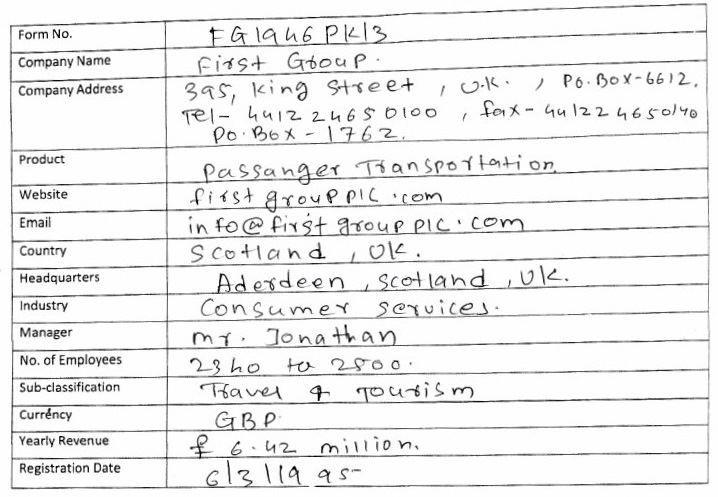 Form No. FG1946PK13
Company Name First Group.
Company Address 395, King Street, U.K., Po.Box-6612,
Tel- 441224650100, fax- 441224650140
Po.Box-1762.
Product Passanger Transportation
Website firstgroupplc.com
Email info@firstgroupplc.com
Country Scotland, UK.
Headquarters Aderdeen, Scotland, UK.
Industry Consumer Services.
Manager mr. Jonathan
No. of Employees 2340 to 2500.
Sub-classification Travel & Tourism
Currency GBP.
Yearly Revenue £ 6.42 million.
Registration Date 6/3/1995